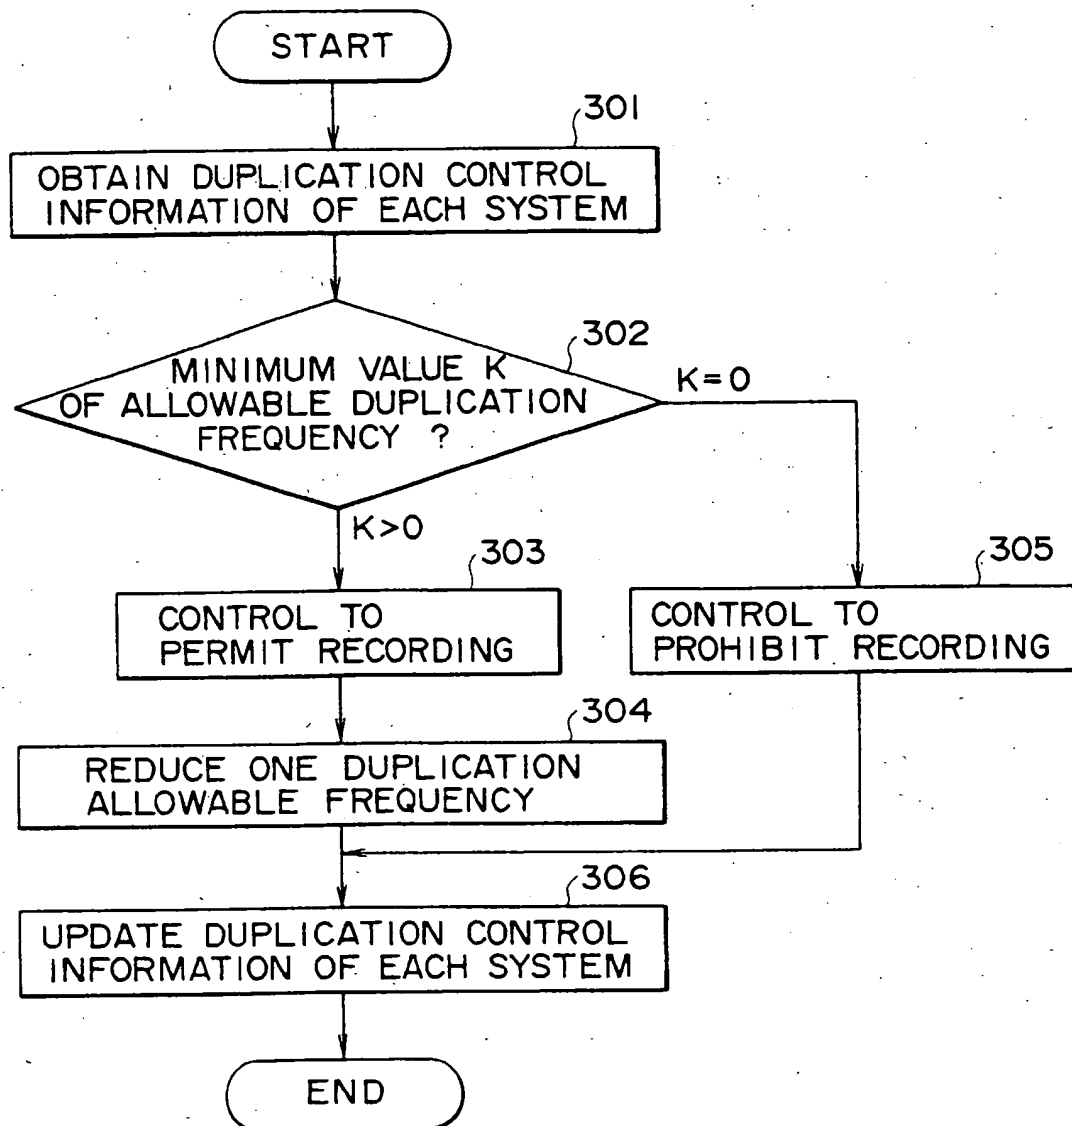 START
301
OBTAIN DUPLICATION CONTROL
INFORMATION OF EACH SYSTEM
302
MINIMUM VALUE K
OF ALLOWABLE DUPLICATION
FREQUENCY ?
K=0
K>0
303
CONTROL TO
PERMIT RECORDING
305
CONTROL TO
PROHIBIT RECORDING
304
REDUCE ONE DUPLICATION
ALLOWABLE FREQUENCY
306
UPDATE DUPLICATION CONTROL
INFORMATION OF EACH SYSTEM
END